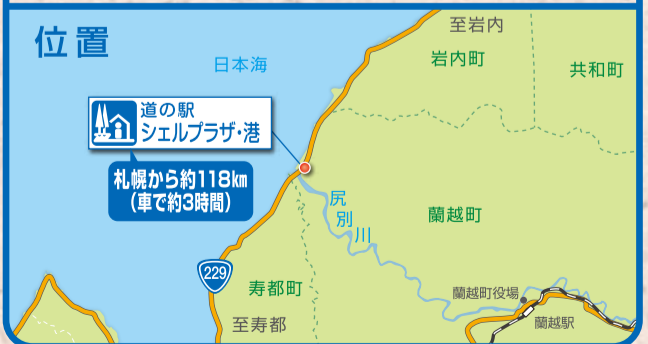 位置
至岩内
岩内町
日本海
共和町
道の駅
シェルプラザ・港
札幌から約118㎞
(車で約3時間)
尻別川
蘭越町
229
寿都町
蘭越町役場
至寿都
蘭越駅